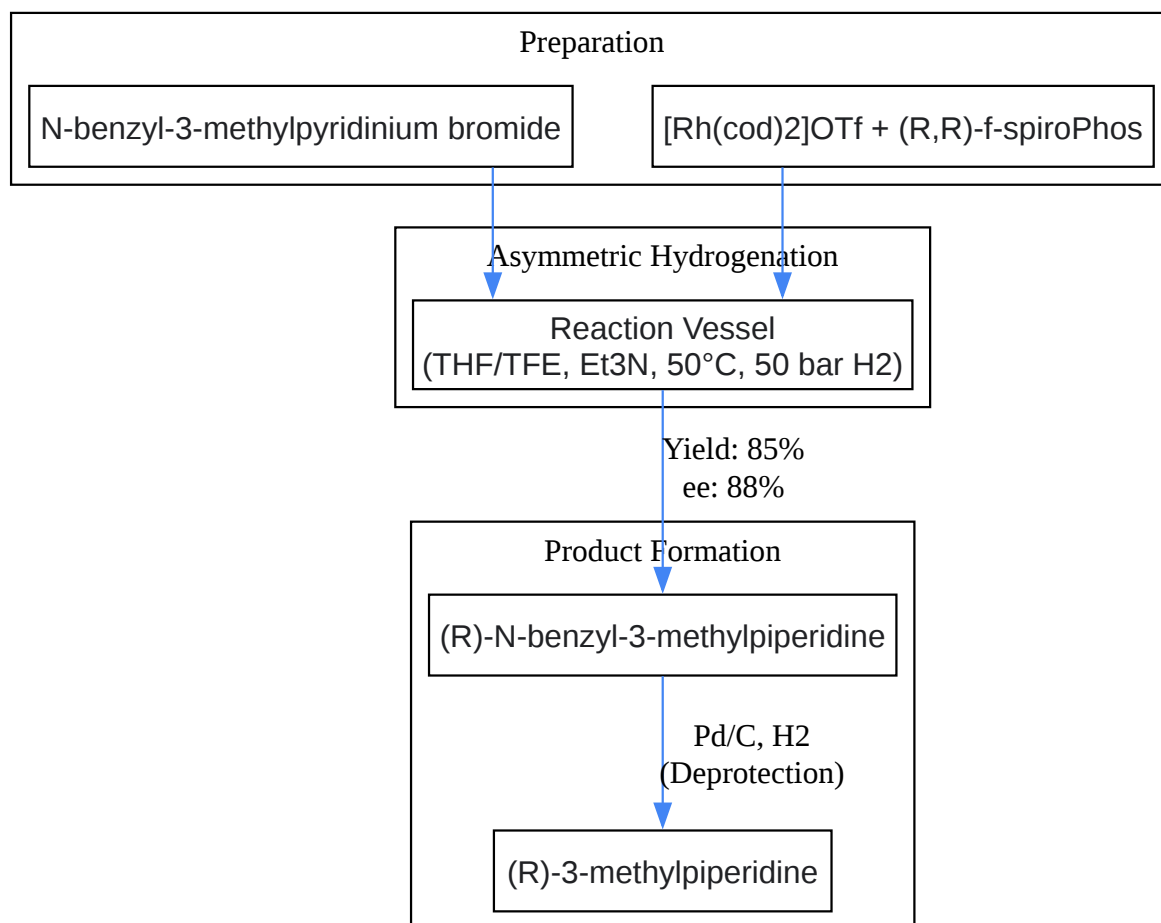 Preparation
N-benzyl-3-methylpyridinium bromide
[Rh(cod)2]OTf + (R,R)-f-spiroPhos
Asymmetric Hydrogenation
Reaction Vessel
(THF/TFE, Et3N, 50°C, 50 bar H2)
Yield: 85%
ee: 88%
Product Formation
(R)-N-benzyl-3-methylpiperidine
Pd/C, H2
(Deprotection)
(R)-3-methylpiperidine